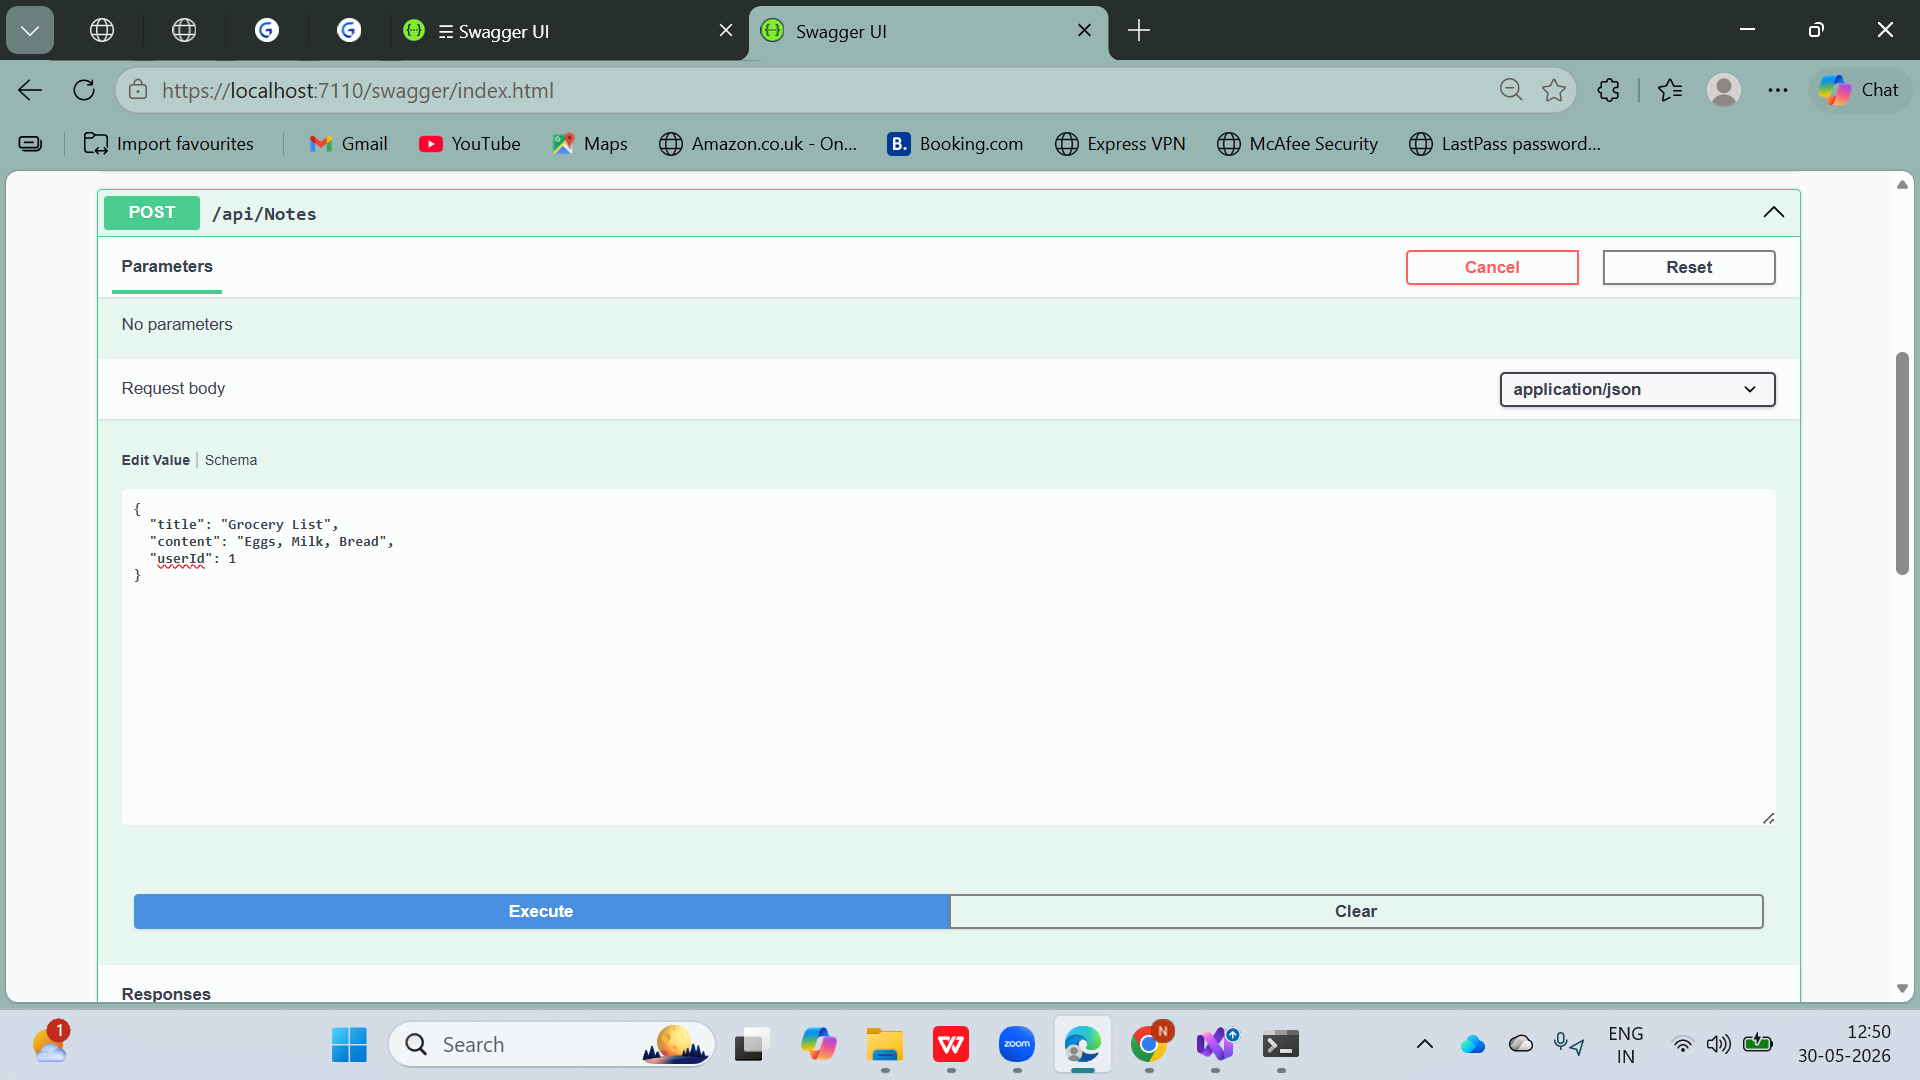 ☰ Swagger UI
Swagger UI
https://localhost:7110/swagger/index.html
Chat
Import favourites
Gmail
YouTube
Maps
Amazon.co.uk - On...
B. Booking.com
Express VPN
McAfee Security
LastPass password...
POST /api/Notes
Parameters
Cancel
Reset
No parameters
Request body
application/json
Edit Value | Schema
{
"title": "Grocery List",
"content": "Eggs, Milk, Bread",
"userId": 1
}
Execute
Clear
Responses
1
Search
zoom
N
ENG
IN
12:50
30-05-2026